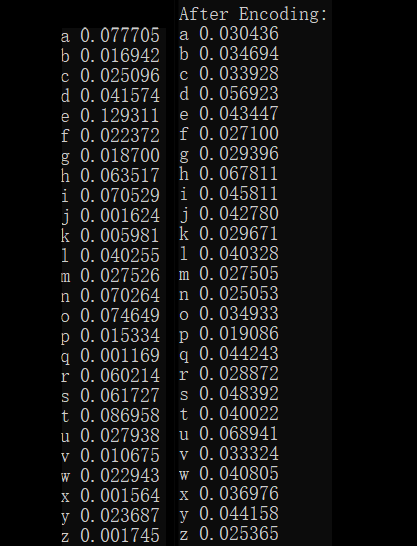 a 0.077705
b 0.016942
c 0.025096
d 0.041574
e 0.129311
f 0.022372
g 0.018700
h 0.063517
i 0.070529
j 0.001624
k 0.005981
l 0.040255
m 0.027526
n 0.070264
o 0.074649
p 0.015334
q 0.001169
r 0.060214
s 0.061727
t 0.086958
u 0.027938
v 0.010675
w 0.022943
x 0.001564
y 0.023687
z 0.001745
After Encoding:
a 0.030436
b 0.034694
c 0.033928
d 0.056923
e 0.043447
f 0.027100
g 0.029396
h 0.067811
i 0.045811
j 0.042780
k 0.029671
l 0.040328
m 0.027505
n 0.025053
o 0.034933
p 0.019086
q 0.044243
r 0.028872
s 0.048392
t 0.040022
u 0.068941
v 0.033324
w 0.040805
x 0.036976
y 0.044158
z 0.025365